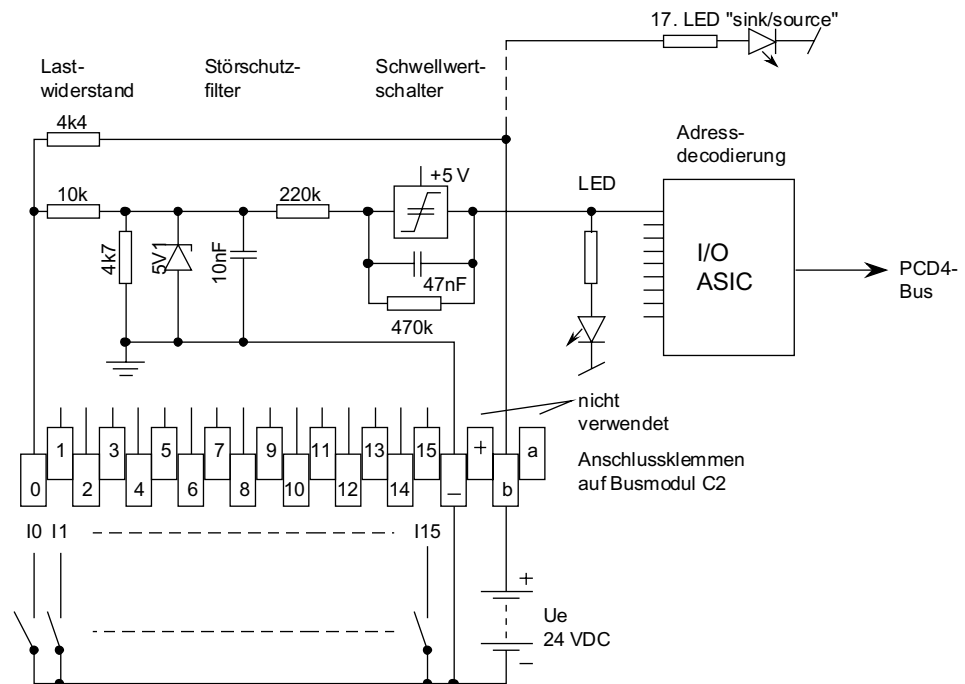 17. LED "sink/source"
Last-
widerstand
Störschutz-
filter
Schwellwert-
schalter
4k4
Adress-
decodierung
10k
220k
+5 V
LED
4k7
5V1
10nF
47nF
470k
I/O
ASIC
PCD4-
Bus
nicht
verwendet
Anschlussklemmen
auf Busmodul C2
1 3 5 7 9 11 13 15 + a
0 2 4 6 8 10 12 14 – b
I0 I1 I15
+
Ue
24 VDC
–